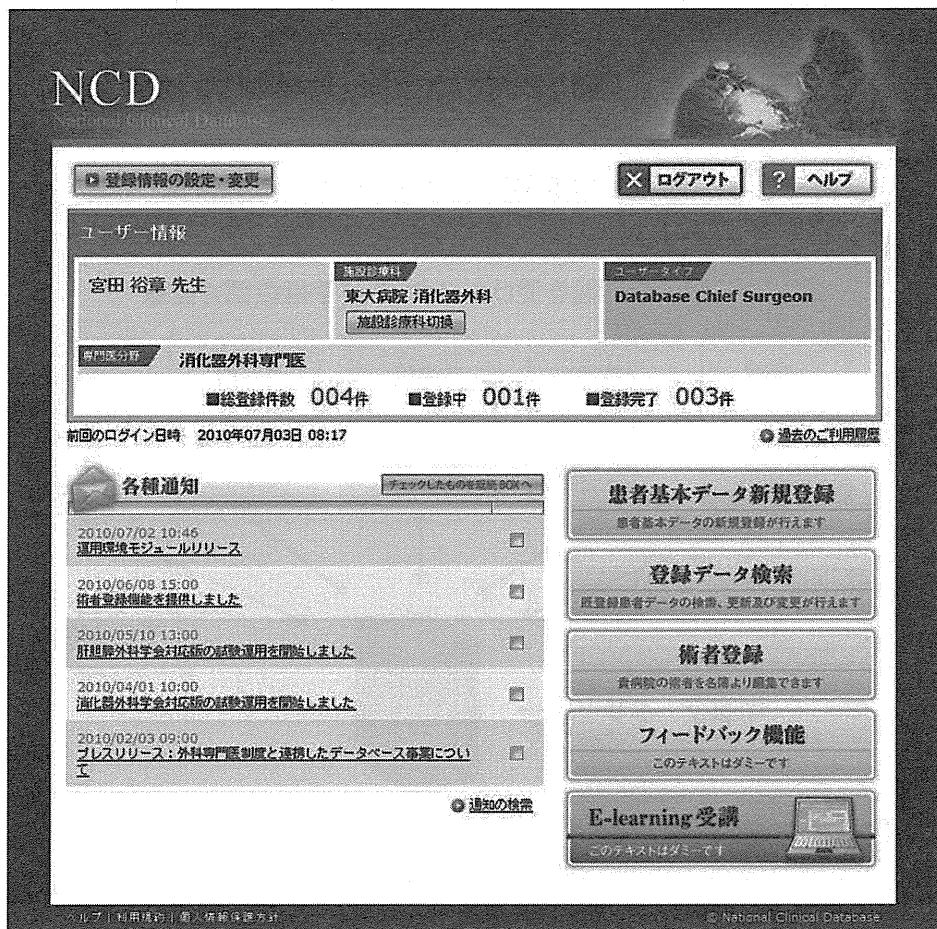 NCD
National Clinical Database
登録情報の設定・変更
ログアウト
? ヘルプ
ユーザー情報
宮田 裕章 先生
施設診療科
東大病院 消化器外科
施設診療科切換
ユーザータイプ
Database Chief Surgeon
専門医分野
消化器外科専門医
■総登録件数 004件 ■登録中 001件 ■登録完了 003件
前回のログイン日時 2010年07月03日 08:17
過去のご利用履歴
各種通知
チェックしたものを既読BOXへ
2010/07/02 10:46
運用環境モジュールリリース
2010/06/08 15:00
術者登録機能を提供しました
2010/05/10 13:00
肝胆膵外科学会対応版の試験運用を開始しました
2010/04/01 10:00
消化器外科学会対応版の試験運用を開始しました
2010/02/03 09:00
プレスリリース：外科専門医制度と連携したデータベース事業につい
て
通知の検索
患者基本データ新規登録
患者基本データの新規登録が行えます
登録データ検索
既登録患者データの検索、更新及び変更が行えます
術者登録
貴病院の術者を名簿より編集できます
フィードバック機能
このテキストはダミーです
E-learning 受講
このテキストはダミーです
ヘルプ | 利用規約 | 個人情報保護方針
© National Clinical Database